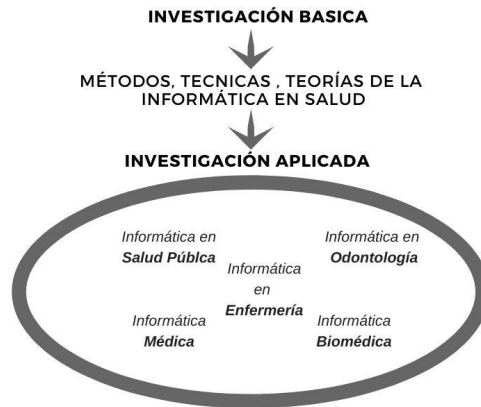 INVESTIGACIÓN BASICA
MÉTODOS, TECNICAS , TEORÍAS DE LA
INFORMÁTICA EN SALUD
INVESTIGACIÓN APLICADA
Informática en
Salud Públca
Informática en
Odontología
Informática
en
Enfermería
Informática
Médica
Informática
Biomédica